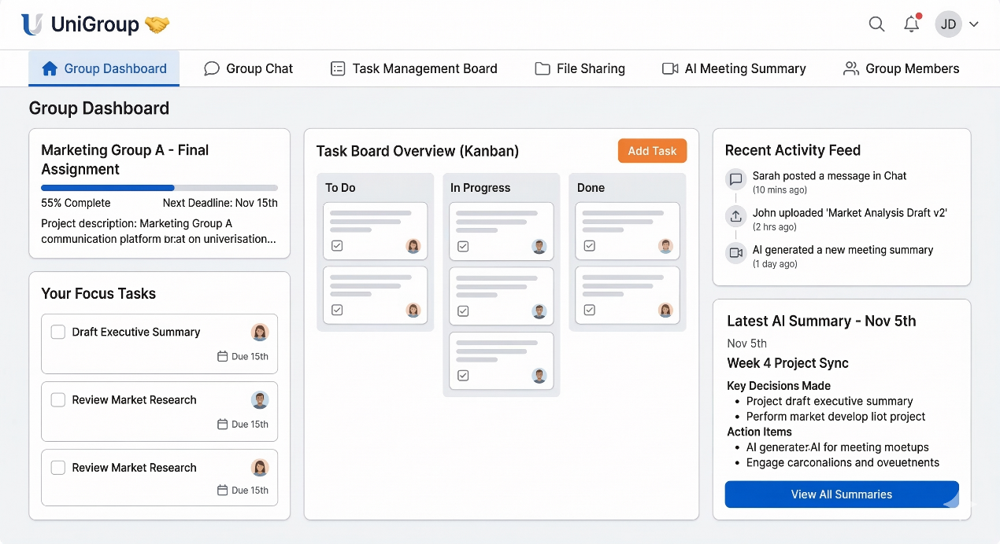 UniGroup
JD
Group Dashboard
Group Chat
Task Management Board
File Sharing
AI Meeting Summary
Group Members
Group Dashboard
Marketing Group A - Final
Assignment
55% Complete
Next Deadline: Nov 15th
Project description: Marketing Group A
communication platform br:at on univerisation...
Your Focus Tasks
Draft Executive Summary
Due 15th
Review Market Research
Due 15th
Review Market Research
Due 15th
Task Board Overview (Kanban)
Add Task
To Do
In Progress
Done
Recent Activity Feed
Sarah posted a message in Chat
(10 mins ago)
John uploaded 'Market Analysis Draft v2'
(2 hrs ago)
AI generated a new meeting summary
(1 day ago)
Latest AI Summary - Nov 5th
Nov 5th
Week 4 Project Sync
Key Decisions Made
Project draft executive summary
Perform market develop liot project
Action Items
AI generater.AI for meeting moetups
Engage carconalions and oveuetnents
View All Summaries